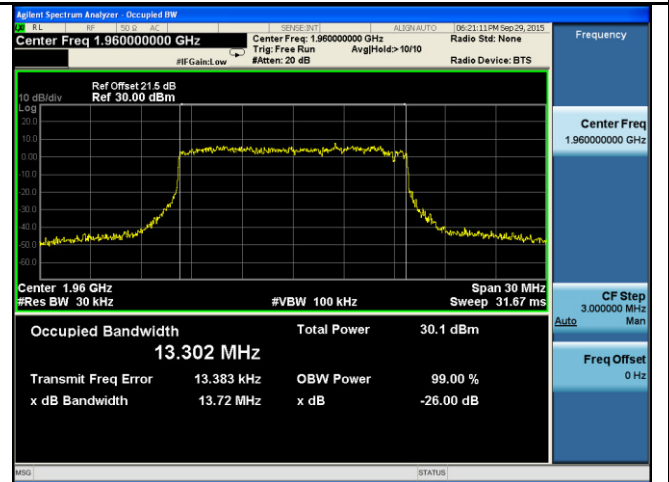 Agilent Spectrum Analyzer - Occupied BW
RL RF 50 Ω AC SENSE:INT ALIGN AUTO 06:21:11 PM Sep 29, 2015
Center Freq 1.960000000 GHz
Center Freq: 1.960000000 GHz
Radio Std: None
Trig: Free Run Avg|Hold:> 10/10
#IFGain:Low #Atten: 20 dB Radio Device: BTS
Frequency
Ref Offset 21.5 dB
10 dB/div Ref 30.00 dBm
Log
20.0
10.0
0.00
-10.0
-20.0
-30.0
-40.0
-50.0
-60.0
Center Freq
1.960000000 GHz
Center 1.96 GHz Span 30 MHz
#Res BW 30 kHz #VBW 100 kHz Sweep 31.67 ms
CF Step
3.000000 MHz
Auto Man
Occupied Bandwidth Total Power 30.1 dBm
13.302 MHz
Transmit Freq Error 13.383 kHz OBW Power 99.00 %
x dB Bandwidth 13.72 MHz x dB -26.00 dB
Freq Offset
0 Hz
MSG STATUS